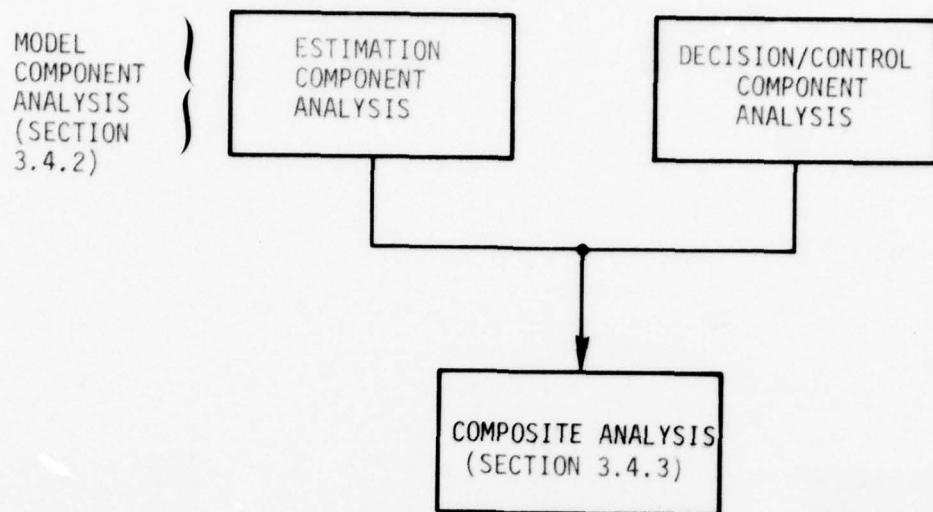 MODEL
COMPONENT
ANALYSIS
(SECTION
3.4.2)
ESTIMATION
COMPONENT
ANALYSIS
DECISION/CONTROL
COMPONENT
ANALYSIS
COMPOSITE ANALYSIS
(SECTION 3.4.3)